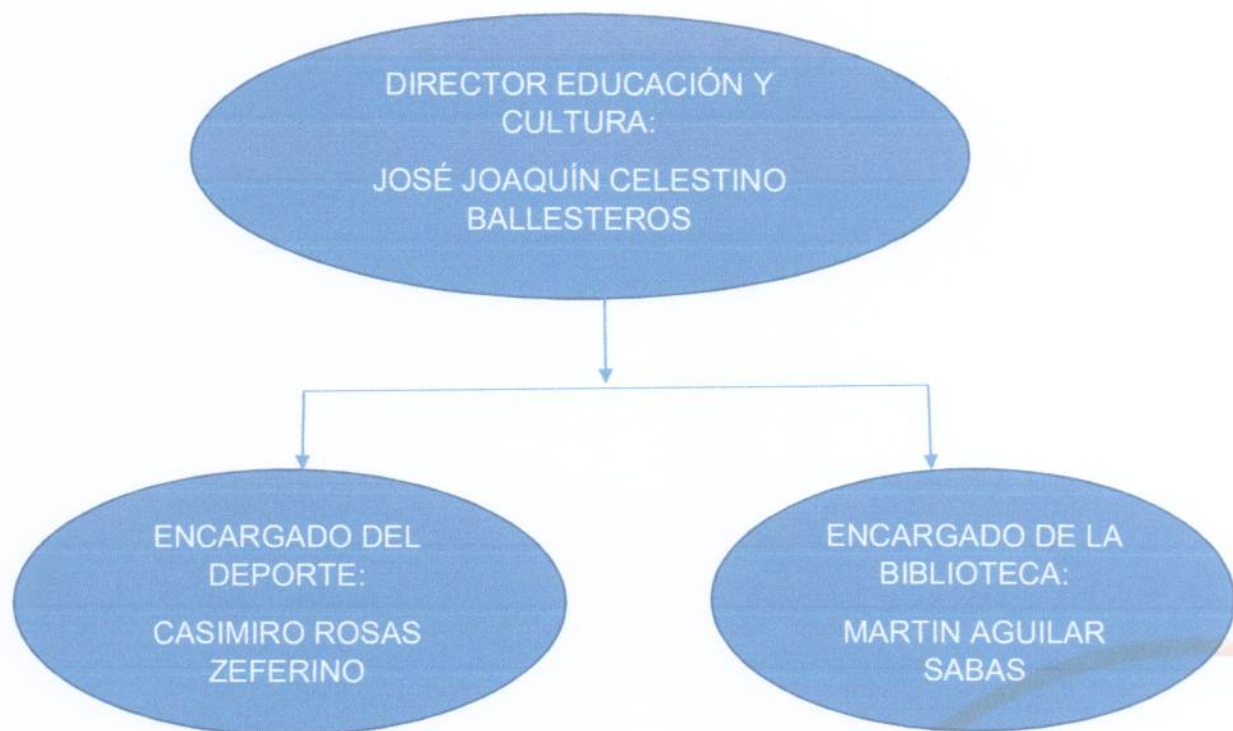 DIRECTOR EDUCACIÓN Y
CULTURA:
JOSÉ JOAQUÍN CELESTINO
BALLESTEROS
ENCARGADO DEL
DEPORTE:
CASIMIRO ROSAS
ZEFERINO
ENCARGADO DE LA
BIBLIOTECA:
MARTIN AGUILAR
SABAS